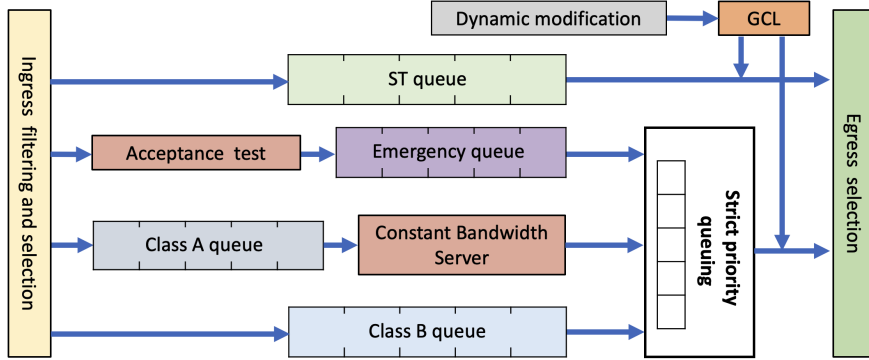 Dynamic modification
GCL
Ingress filtering and selection
ST queue
Acceptance test
Emergency queue
Class A queue
Constant Bandwidth
Server
Class B queue
Strict priority
queuing
Egress selection